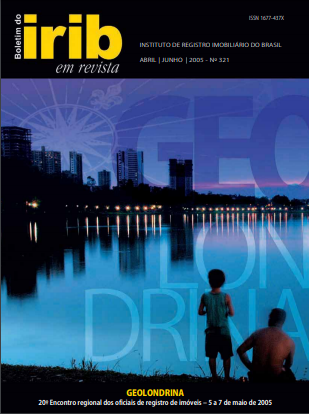 Boletim do
irib
em revista
ISSN 1677-437X
INSTITUTO DE REGISTRO IMOBILIÁRIO DO BRASIL
ABRIL | JUNHO | 2005 - Nº 321
GEO
LON
DRINA
GEOLONDRINA
20º Encontro regional dos oficiais de registro de imóveis – 5 a 7 de maio de 2005